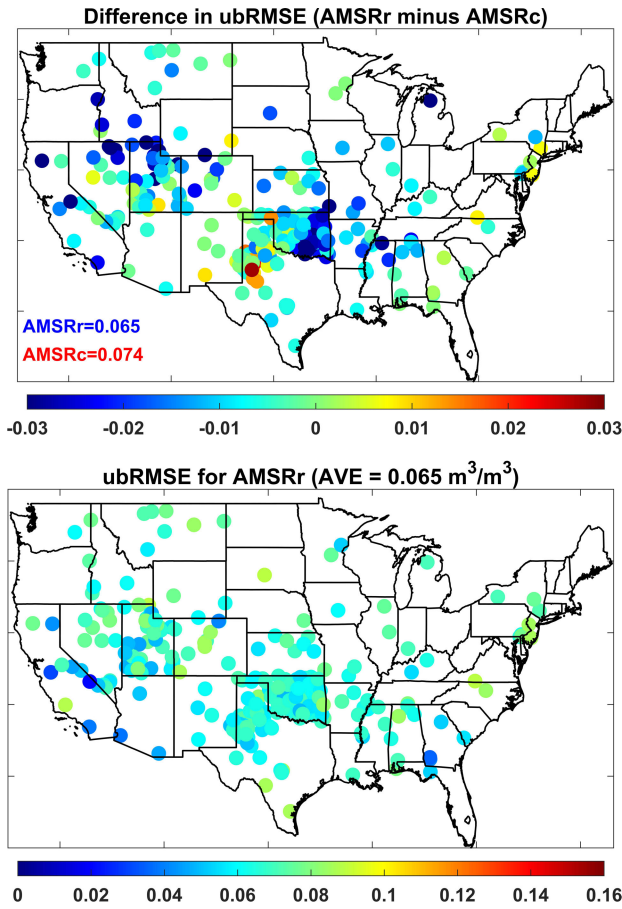 Difference in ubRMSE (AMSRr minus AMSRc)
AMSRr=0.065
AMSRc=0.074
-0.03 -0.02 -0.01 0 0.01 0.02 0.03
ubRMSE for AMSRr (AVE = 0.065 m³/m³)
0 0.02 0.04 0.06 0.08 0.1 0.12 0.14 0.16